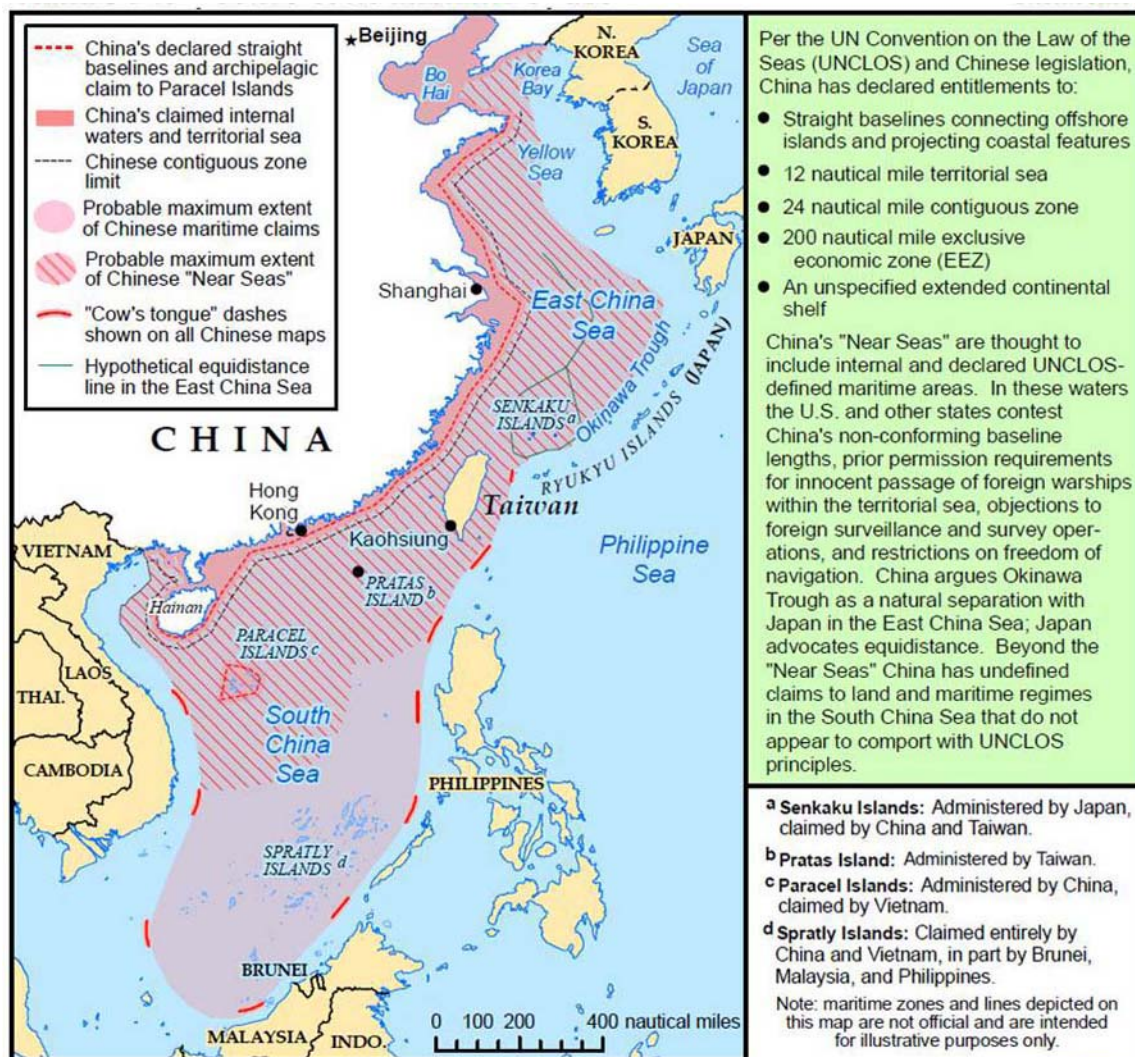 China's declared straight
baselines and archipelagic
claim to Paracel Islands
China's claimed internal
waters and territorial sea
Chinese contiguous zone
limit
Probable maximum extent
of Chinese maritime claims
Probable maximum extent
of Chinese "Near Seas"
"Cow's tongue" dashes
shown on all Chinese maps
Hypothetical equidistance
line in the East China Sea
Beijing
Bo
Hai
Korea
Bay
N.
KOREA
Sea
of
Japan
S.
KOREA
Yellow
Sea
JAPAN
Shanghai
East China
Sea
Okinawa Trough
RYUKYU ISLANDS (JAPAN)
SENKAKU
ISLANDS a
CHINA
Taiwan
Hong
Kong
Kaohsiung
PRATAS
ISLAND b
Philippine
Sea
VIETNAM
Hainan
PARACEL
ISLANDS c
LAOS
THAI.
South
China
Sea
CAMBODIA
PHILIPPINES
SPRATLY
ISLANDS d
BRUNEI
MALAYSIA
INDO.
0 100 200 400 nautical miles
Per the UN Convention on the Law of the
Seas (UNCLOS) and Chinese legislation,
China has declared entitlements to:
● Straight baselines connecting offshore
islands and projecting coastal features
● 12 nautical mile territorial sea
● 24 nautical mile contiguous zone
● 200 nautical mile exclusive
economic zone (EEZ)
● An unspecified extended continental
shelf
China's "Near Seas" are thought to
include internal and declared UNCLOS-
defined maritime areas. In these waters
the U.S. and other states contest
China's non-conforming baseline
lengths, prior permission requirements
for innocent passage of foreign warships
within the territorial sea, objections to
foreign surveillance and survey oper-
ations, and restrictions on freedom of
navigation. China argues Okinawa
Trough as a natural separation with
Japan in the East China Sea; Japan
advocates equidistance. Beyond the
"Near Seas" China has undefined
claims to land and maritime regimes
in the South China Sea that do not
appear to comport with UNCLOS
principles.
a Senkaku Islands: Administered by Japan,
claimed by China and Taiwan.
b Pratas Island: Administered by Taiwan.
c Paracel Islands: Administered by China,
claimed by Vietnam.
d Spratly Islands: Claimed entirely by
China and Vietnam, in part by Brunei,
Malaysia, and Philippines.
Note: maritime zones and lines depicted on
this map are not official and are intended
for illustrative purposes only.